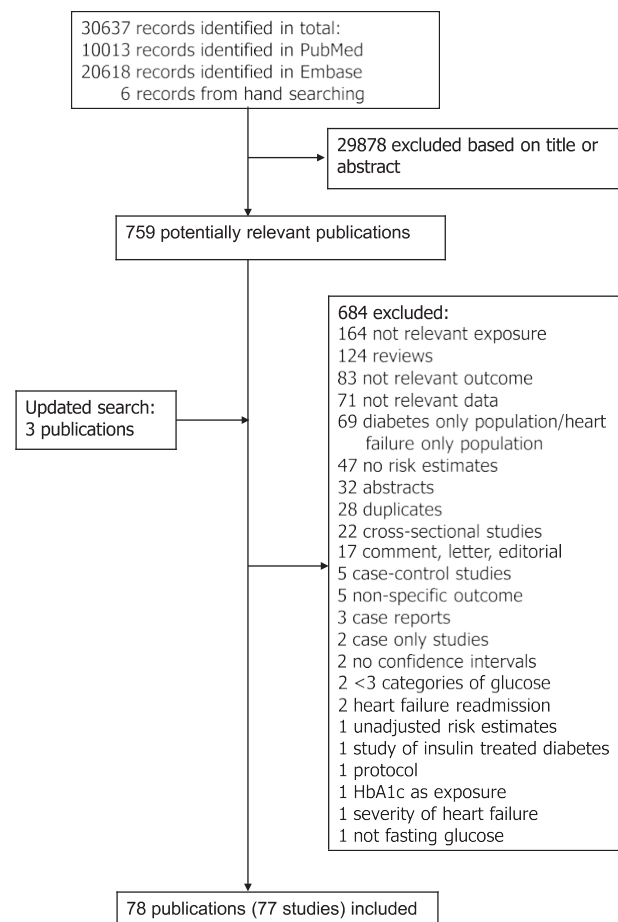 30637 records identified in total:
10013 records identified in PubMed
20618 records identified in Embase
6 records from hand searching
29878 excluded based on title or
abstract
759 potentially relevant publications
Updated search:
3 publications
684 excluded:
164 not relevant exposure
124 reviews
83 not relevant outcome
71 not relevant data
69 diabetes only population/heart
failure only population
47 no risk estimates
32 abstracts
28 duplicates
22 cross-sectional studies
17 comment, letter, editorial
5 case-control studies
5 non-specific outcome
3 case reports
2 case only studies
2 no confidence intervals
2 <3 categories of glucose
2 heart failure readmission
1 unadjusted risk estimates
1 study of insulin treated diabetes
1 protocol
1 HbA1c as exposure
1 severity of heart failure
1 not fasting glucose
78 publications (77 studies) included